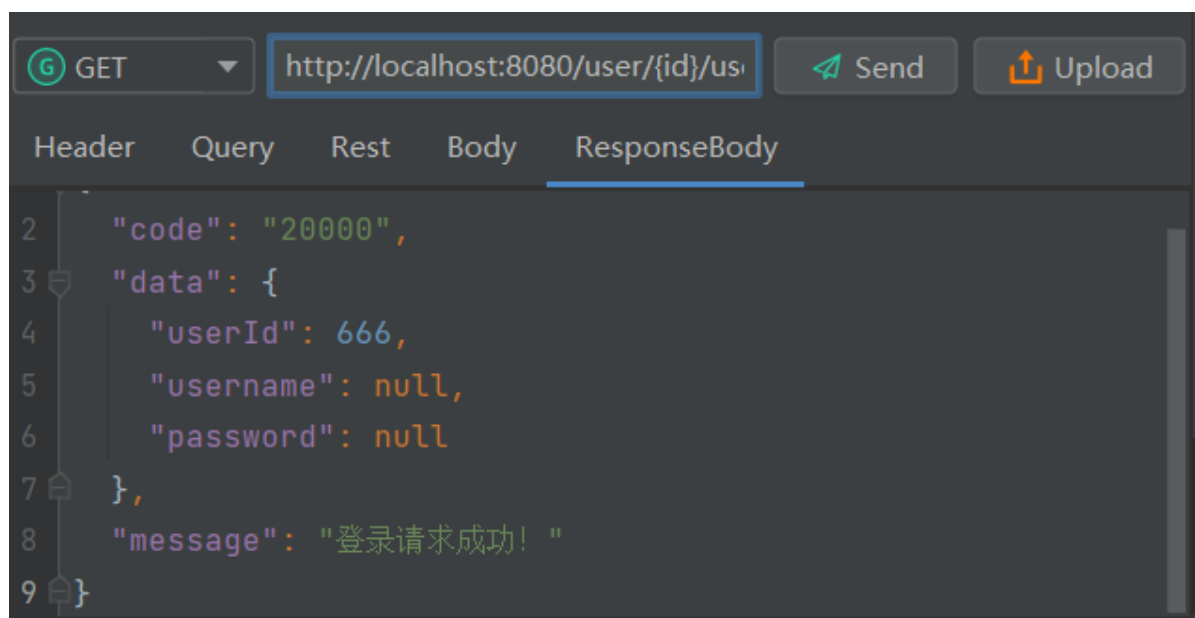 G GET http://localhost:8080/user/{id}/us Send Upload
Header Query Rest Body ResponseBody
2 "code": "20000",
3 "data": {
4 "userId": 666,
5 "username": null,
6 "password": null
7 },
8 "message": "登录请求成功！"
9 }